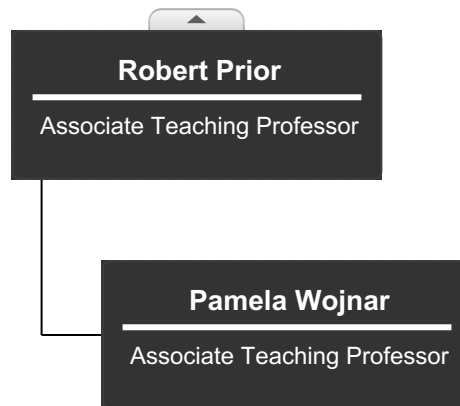 Robert Prior
Associate Teaching Professor
Pamela Wojnar
Associate Teaching Professor